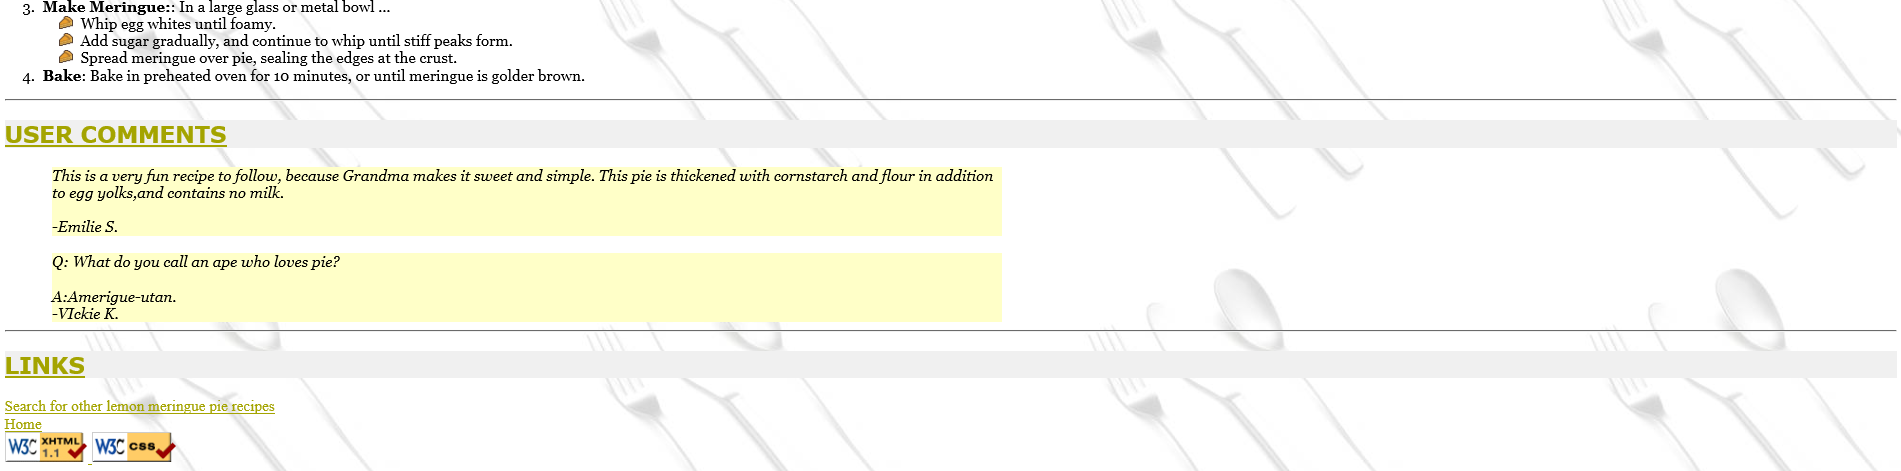 3. Make Meringue:: In a large glass or metal bowl ...
Whip egg whites until foamy.
Add sugar gradually, and continue to whip until stiff peaks form.
Spread meringue over pie, sealing the edges at the crust.
4. Bake: Bake in preheated oven for 10 minutes, or until meringue is golder brown.
USER COMMENTS
This is a very fun recipe to follow, because Grandma makes it sweet and simple. This pie is thickened with cornstarch and flour in addition
to egg yolks,and contains no milk.
-Emilie S.
Q: What do you call an ape who loves pie?
A:Amerigue-utan.
-VIckie K.
LINKS
Search for other lemon meringue pie recipes
Home
W3C XHTML 1.1 W3C css